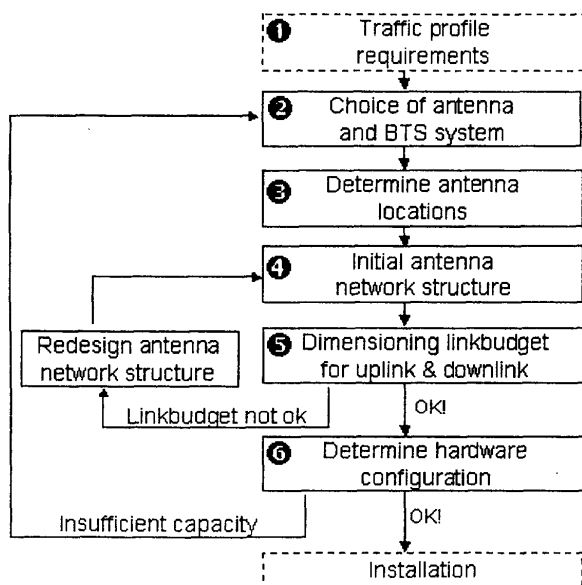 ❶ Traffic profile
requirements
❷ Choice of antenna
and BTS system
❸ Determine antenna
locations
❹ Initial antenna
network structure
Redesign antenna
network structure
❺ Dimensioning linkbudget
for uplink & downlink
Linkbudget not ok
OK!
❻ Determine hardware
configuration
Insufficient capacity
OK!
Installation